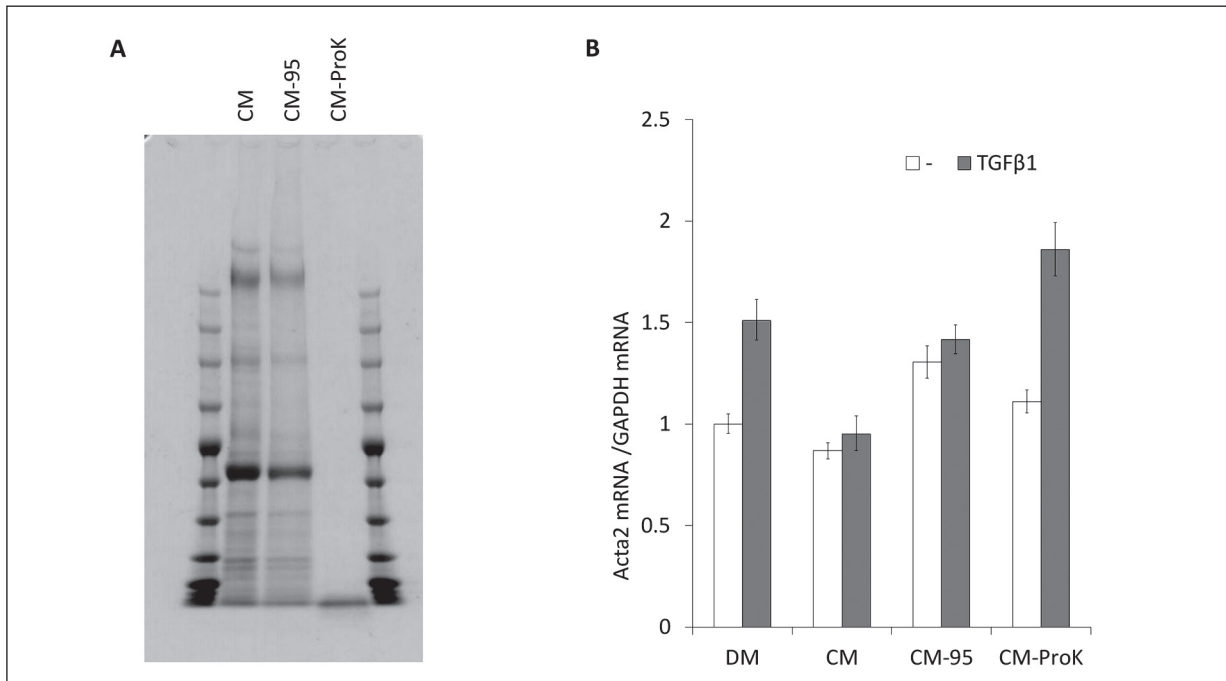 A
CM
CM-95
CM-ProK
B
2.5
2
1.5
1
0.5
0
Acta2 mRNA /GAPDH mRNA
- TGFβ1
DM CM CM-95 CM-ProK